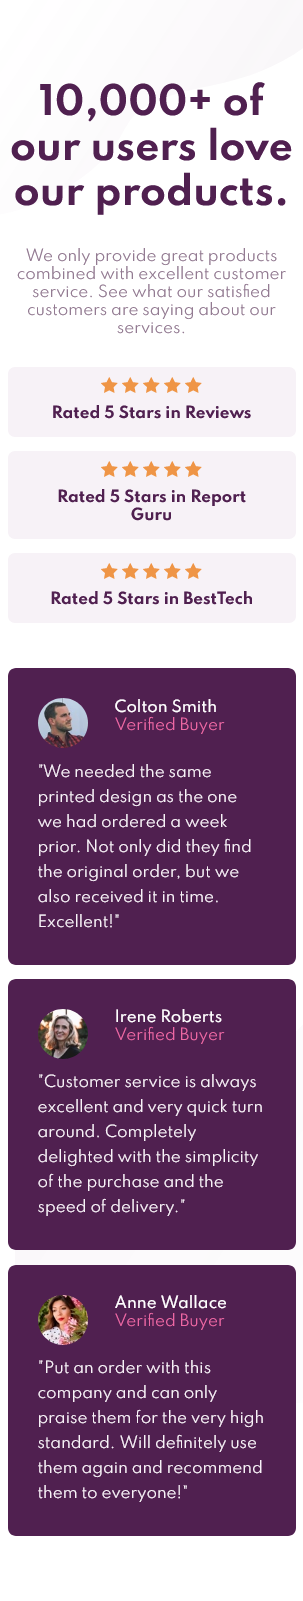 10,000+ of
our users love
our products.
We only provide great products
combined with excellent customer
service. See what our satisfied
customers are saying about our
services.
Rated 5 Stars in Reviews
Rated 5 Stars in Report
Guru
Rated 5 Stars in BestTech
Colton Smith
Verified Buyer
"We needed the same
printed design as the one
we had ordered a week
prior. Not only did they find
the original order, but we
also received it in time.
Excellent!"
Irene Roberts
Verified Buyer
"Customer service is always
excellent and very quick turn
around. Completely
delighted with the simplicity
of the purchase and the
speed of delivery."
Anne Wallace
Verified Buyer
"Put an order with this
company and can only
praise them for the very high
standard. Will definitely use
them again and recommend
them to everyone!"